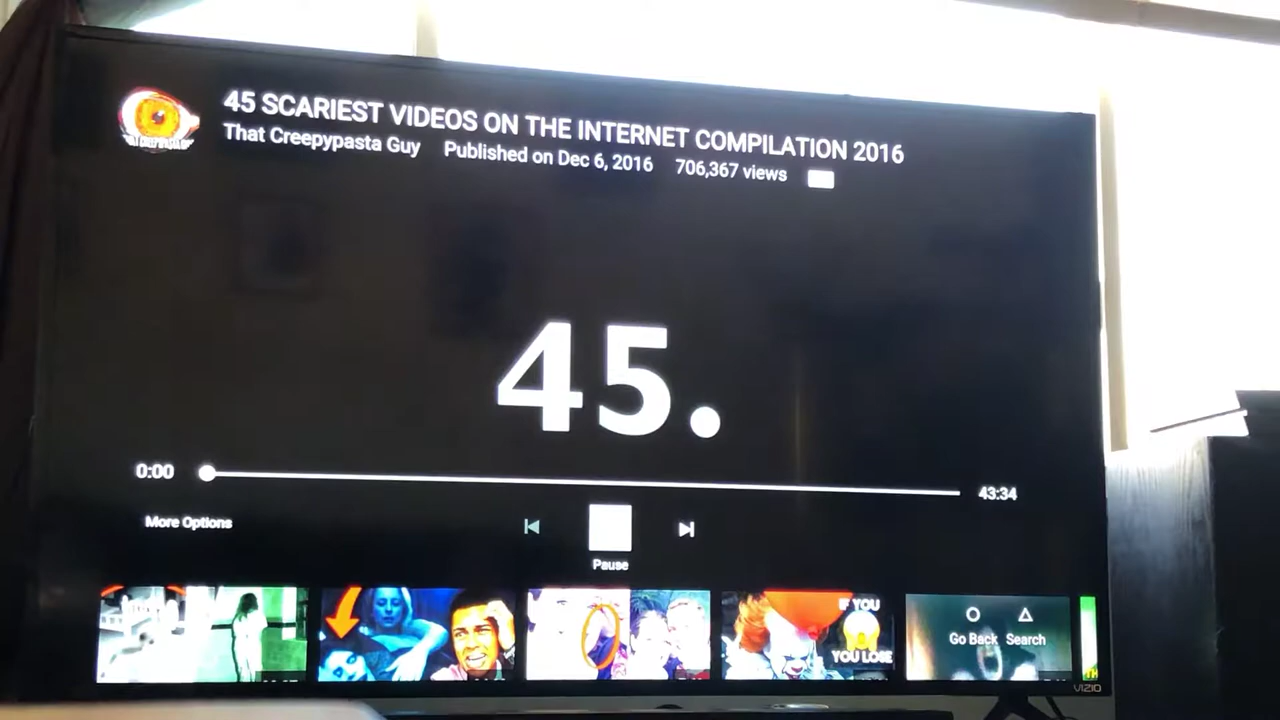 45 SCARIEST VIDEOS ON THE INTERNET COMPILATION 2016
That Creepypasta Guy Published on Dec 6, 2016 706,367 views
45.
0:00
43:34
More Options
Pause
IF YOU
YOU LOSE
Go Back Search
VIZIO